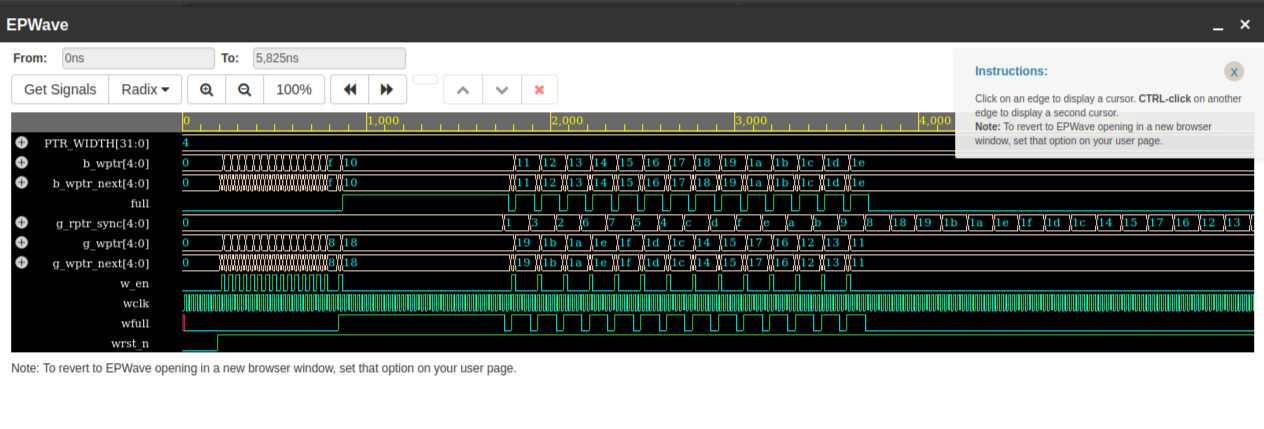 EPWave
From: 0ns To: 5,825ns
Get Signals Radix 100%
Instructions:
X
Click on an edge to display a cursor. CTRL-click on another
edge to display a second cursor.
Note: To revert to EPWave opening in a new browser
window, set that option on your user page.
0 1,000 2,000 3,000 4,000
PTR_WIDTH[31:0] 4
b_wptr[4:0] 0 f 10 11 12 13 14 15 16 17 18 19 1a 1b 1c 1d 1e
b_wptr_next[4:0] 0 f 10 11 12 13 14 15 16 17 18 19 1a 1b 1c 1d 1e
full
g_rptr_sync[4:0] 0 1 3 2 6 7 5 4 c d f e a b 9 8 18 19 1b 1a 1e 1f 1d 1c 14 15 17 16 12 13
g_wptr[4:0] 0 8 18 19 1b 1a 1e 1f 1d 1c 14 15 17 16 12 13 11
g_wptr_next[4:0] 0 8 18 19 1b 1a 1e 1f 1d 1c 14 15 17 16 12 13 11
w_en
wclk
wfull
wrst_n
Note: To revert to EPWave opening in a new browser window, set that option on your user page.